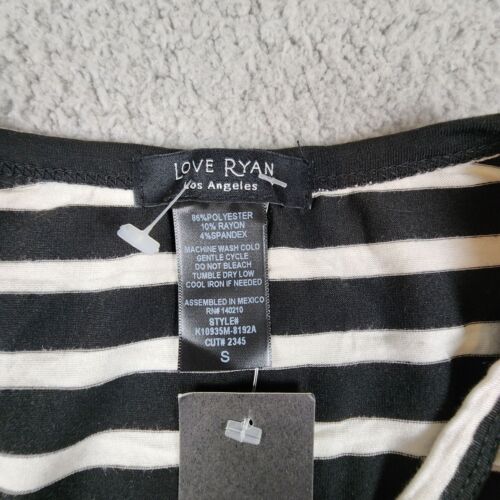 LOVE RYAN
Los Angeles
86%POLYESTER
10% RAYON
4%SPANDEX
MACHINE WASH COLD
GENTLE CYCLE
DO NOT BLEACH
TUMBLE DRY LOW
COOL IRON IF NEEDED
ASSEMBLED IN MEXICO
RN# 140210
STYLE#
K10935M-8192A
CUT# 2345
S